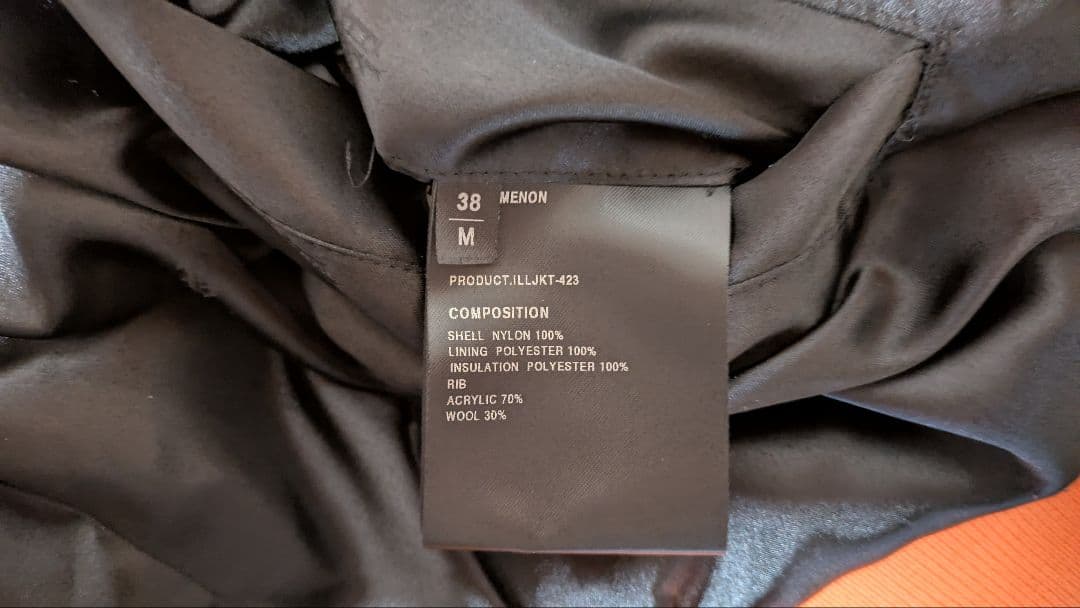 38
M
MENON
PRODUCT.ILLJKT-423
COMPOSITION
SHELL NYLON 100%
LINING POLYESTER 100%
INSULATION POLYESTER 100%
RIB
ACRYLIC 70%
WOOL 30%